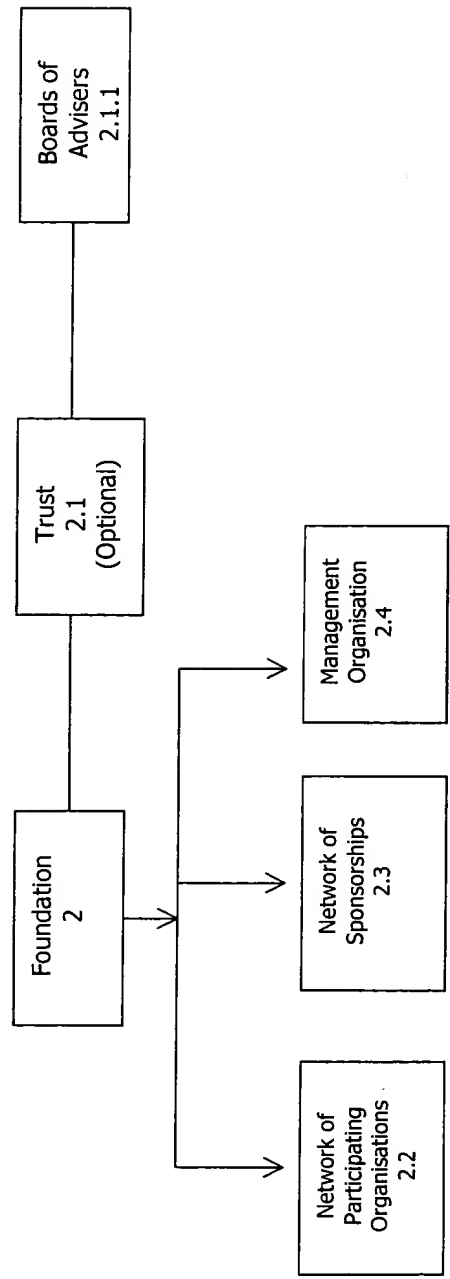 Foundation
2
Trust
2.1
(Optional)
Boards of
Advisers
2.1.1
Network of
Participating
Organisations
2.2
Network of
Sponsorships
2.3
Management
Organisation
2.4